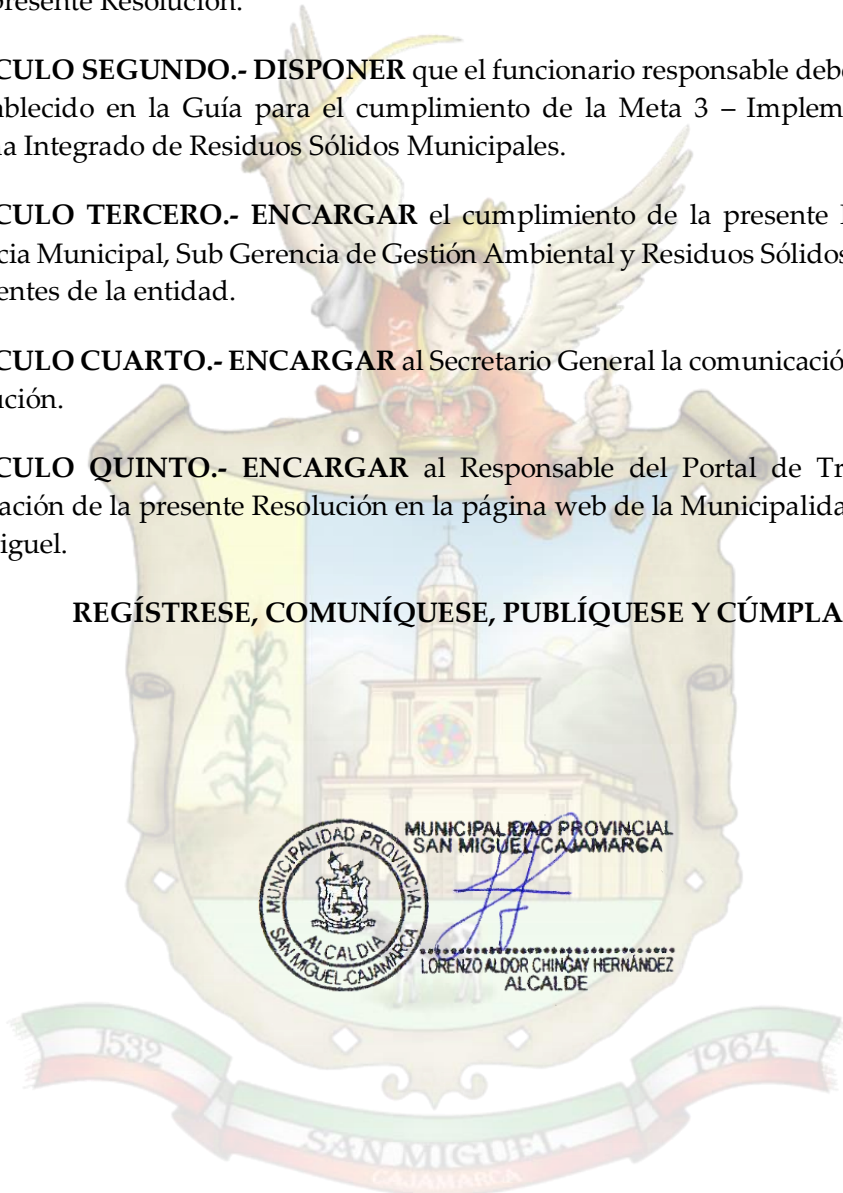 presente Resolución.
CULO SEGUNDO.- DISPONER que el funcionario responsable debe
ablecido en la Guía para el cumplimiento de la Meta 3 – Implem
a Integrado de Residuos Sólidos Municipales.
CULO TERCERO.- ENCARGAR el cumplimiento de la presente
cia Municipal, Sub Gerencia de Gestión Ambiental y Residuos Sólidos
entes de la entidad.
CULO CUARTO.- ENCARGAR al Secretario General la comunicación
ución.
CULO QUINTO.- ENCARGAR al Responsable del Portal de Tr
ación de la presente Resolución en la página web de la Municipalida
iguel.
REGÍSTRESE, COMUNÍQUESE, PUBLÍQUESE Y CÚMPLA
MUNICIPALIDAD PROVINCIAL
SAN MIGUEL-CAJAMARCA
ALCALDIA
MUNICIPALIDAD PROVINCIAL
SAN MIGUEL-CAJAMARCA
LORENZO ALDOR CHINGAY HERNÁNDEZ
ALCALDE
1532
1964
SAN MIGUEL
CAJAMARCA